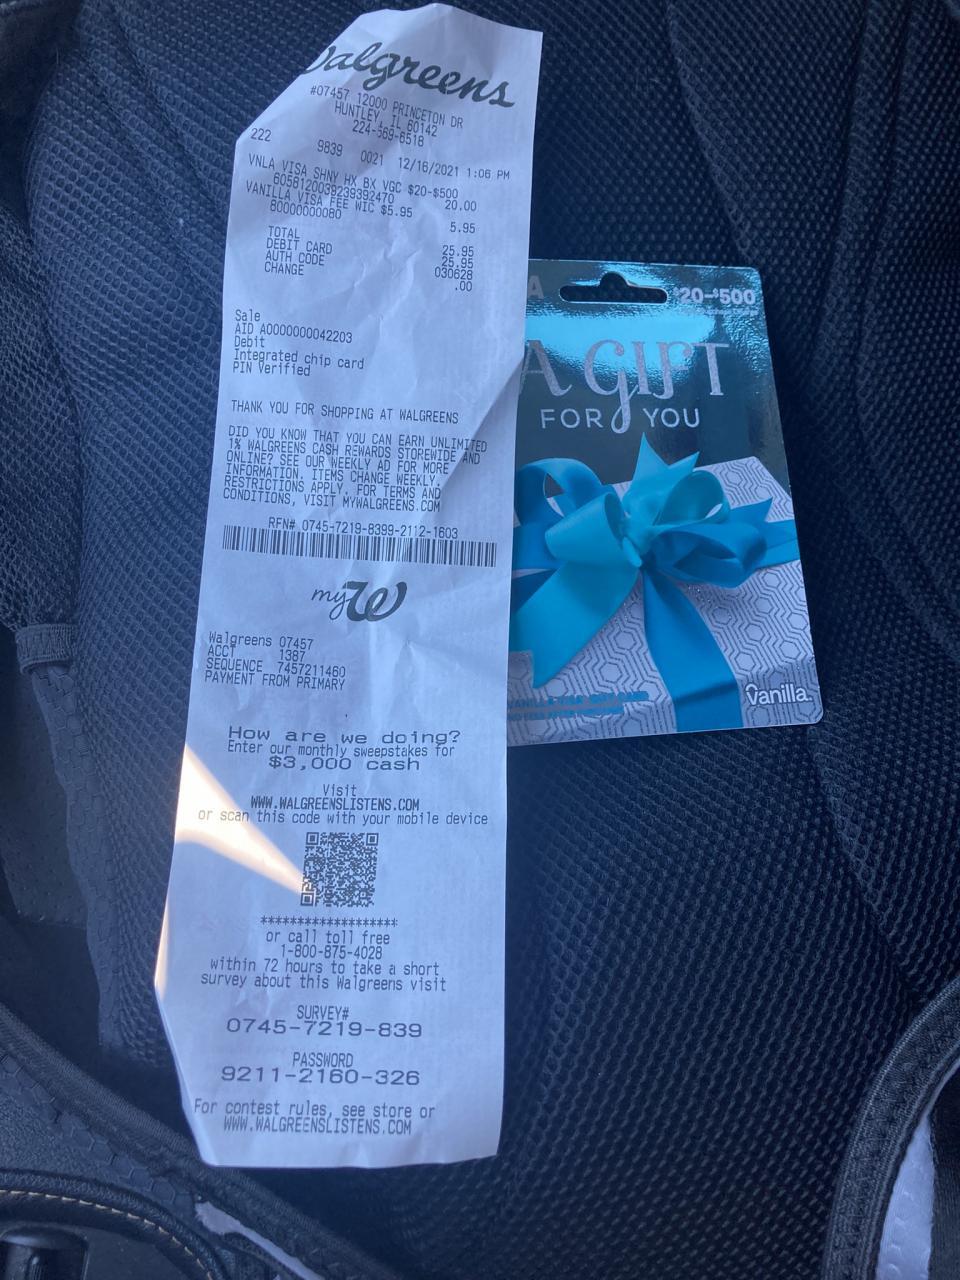 Walgreens
#07457 12000 PRINCETON DR
HUNTLEY, IL 60142
224-569-6518
222 9839 0021 12/16/2021 1:06 PM
VNLA VISA SHNY HX BX VGC $20-$500
6058120039239392470 20.00
VANILLA VISA FEE WIC $5.95
80000000080 5.95
TOTAL 25.95
DEBIT CARD 25.95
AUTH CODE 030628
CHANGE .00
Sale
AID A0000000042203
Debit
Integrated chip card
PIN Verified
THANK YOU FOR SHOPPING AT WALGREENS
DID YOU KNOW THAT YOU CAN EARN UNLIMITED
1% WALGREENS CASH REWARDS STOREWIDE AND
ONLINE? SEE OUR WEEKLY AD FOR MORE
INFORMATION. ITEMS CHANGE WEEKLY.
RESTRICTIONS APPLY. FOR TERMS AND
CONDITIONS, VISIT MYWALGREENS.COM
RFN# 0745-7219-8399-2112-1603
myW
Walgreens 07457
ACCT 1387
SEQUENCE 7457211460
PAYMENT FROM PRIMARY
How are we doing?
Enter our monthly sweepstakes for
$3,000 cash
Visit
WWW.WALGREENSLISTENS.COM
or scan this code with your mobile device
********************
or call toll free
1-800-875-4028
within 72 hours to take a short
survey about this Walgreens visit
SURVEY#
0745-7219-839
PASSWORD
9211-2160-326
For contest rules, see store or
WWW.WALGREENSLISTENS.COM
A
$20-$500
A GIFT
FOR YOU
VANILLA VISA GIFT CARD
Vanilla.